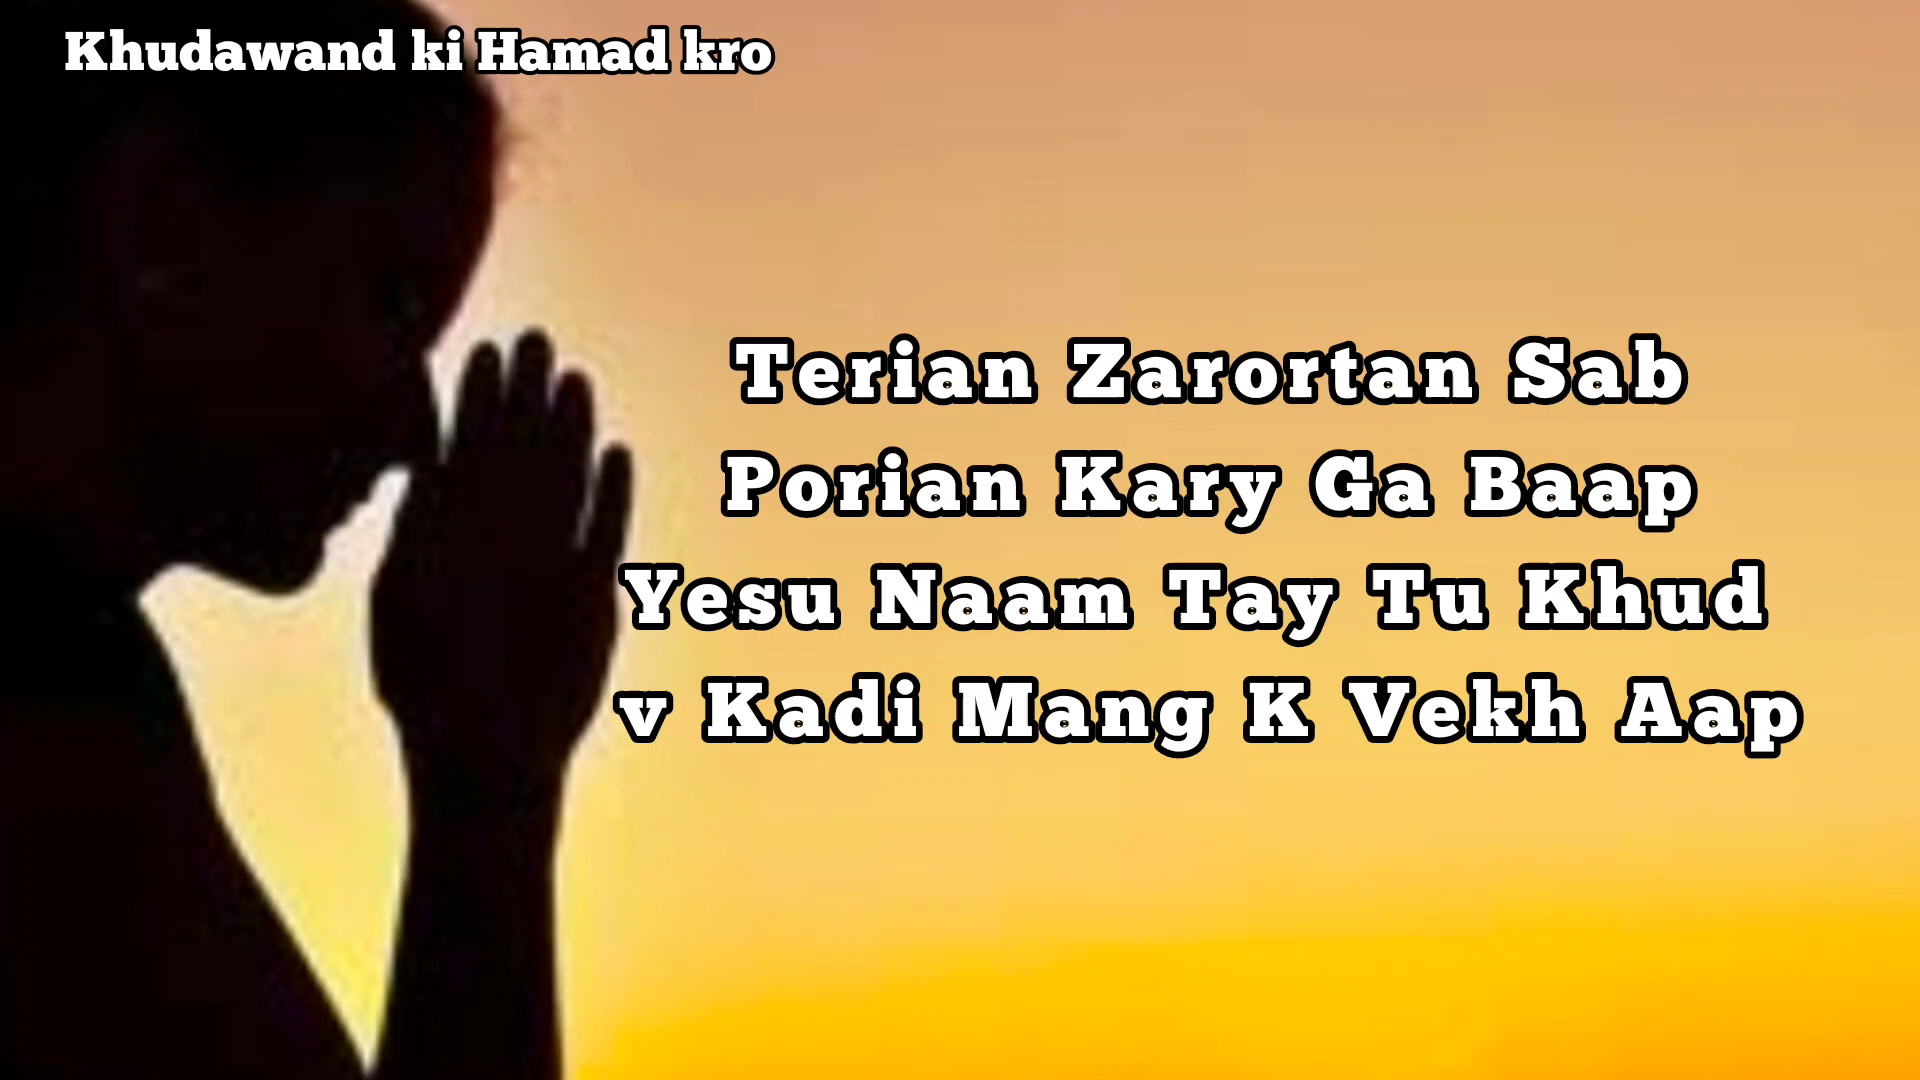 Khudawand ki Hamad kro
Terian Zarortan Sab
Porian Kary Ga Baap
Yesu Naam Tay Tu Khud
v Kadi Mang K Vekh Aap